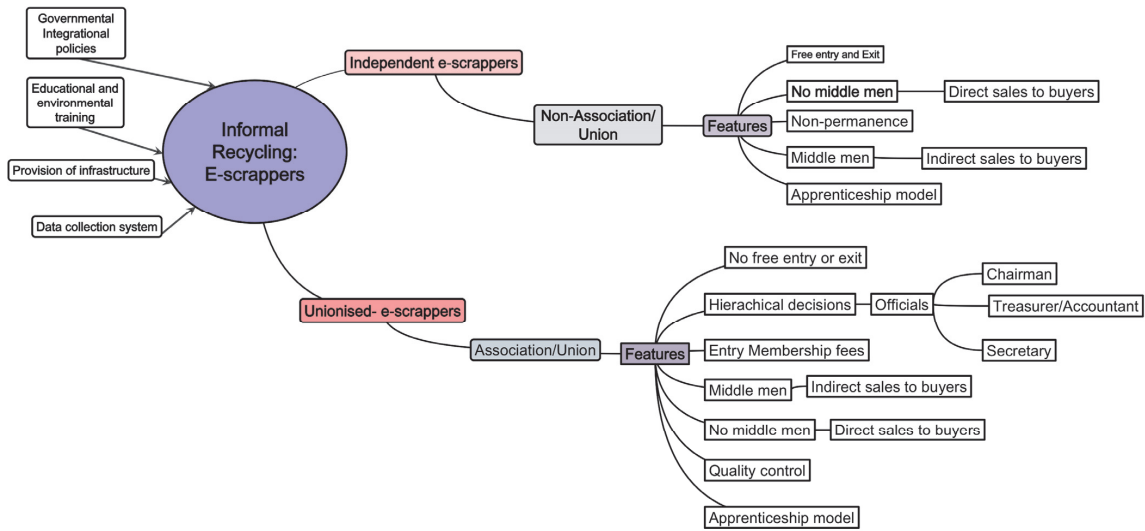 Governmental
Integrational
policies
Educational and
environmental
training
Provision of infrastructure
Data collection system
Informal
Recycling:
E-scrappers
Independent e-scrappers
Non-Association/
Union
Features
Free entry and Exit
No middle men
Direct sales to buyers
Non-permanence
Middle men
Indirect sales to buyers
Apprenticeship model
Unionised- e-scrappers
Association/Union
Features
No free entry or exit
Hierachical decisions
Officials
Chairman
Treasurer/Accountant
Secretary
Entry Membership fees
Middle men
Indirect sales to buyers
No middle men
Direct sales to buyers
Quality control
Apprenticeship model